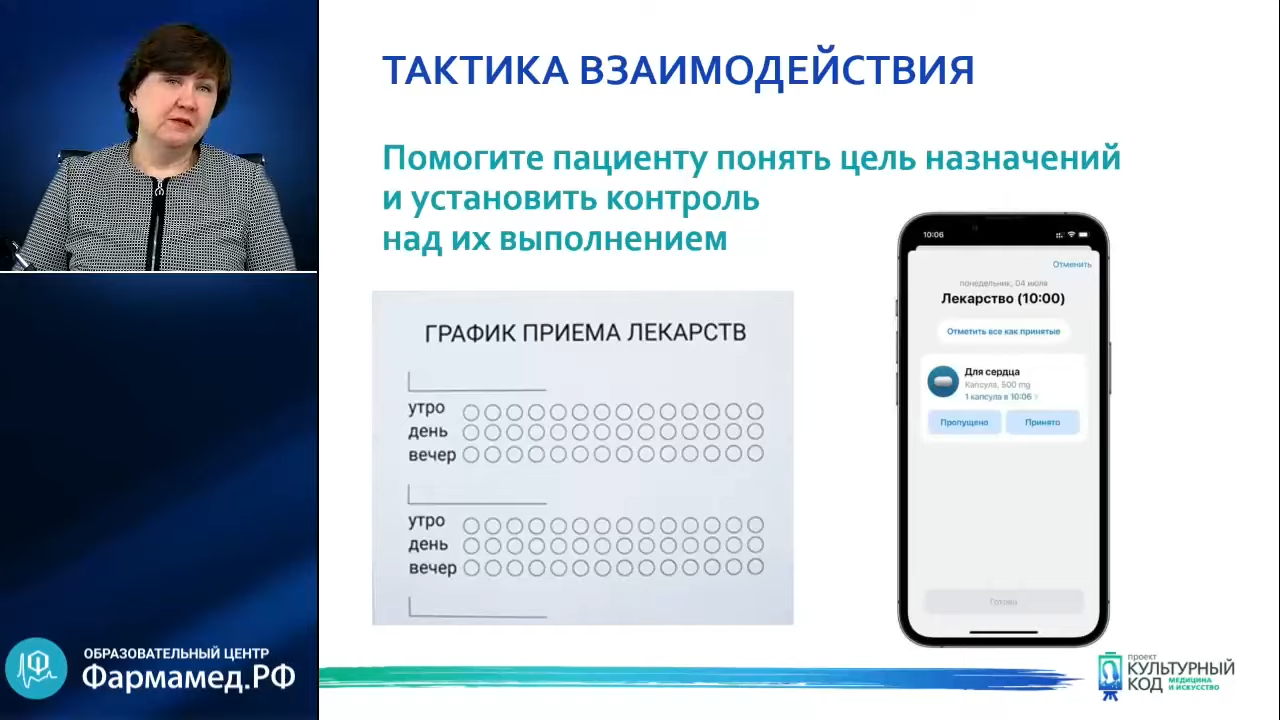 ТАКТИКА ВЗАИМОДЕЙСТВИЯ
Помогите пациенту понять цель назначений
и установить контроль
над их выполнением
ГРАФИК ПРИЕМА ЛЕКАРСТВ
утро
день
вечер
утро
день
вечер
10:06
Отменить
понедельник, 04 июля
Лекарство (10:00)
Отметить все как принятые
Для сердца
Капсула, 500 mg
1 капсула в 10:06
Пропущено Принято
Готово
ОБРАЗОВАТЕЛЬНЫЙ ЦЕНТР
Фармамед.РФ
проект
КУЛЬТУРНЫЙ
КОД МЕДИЦИНА
И ИСКУССТВО